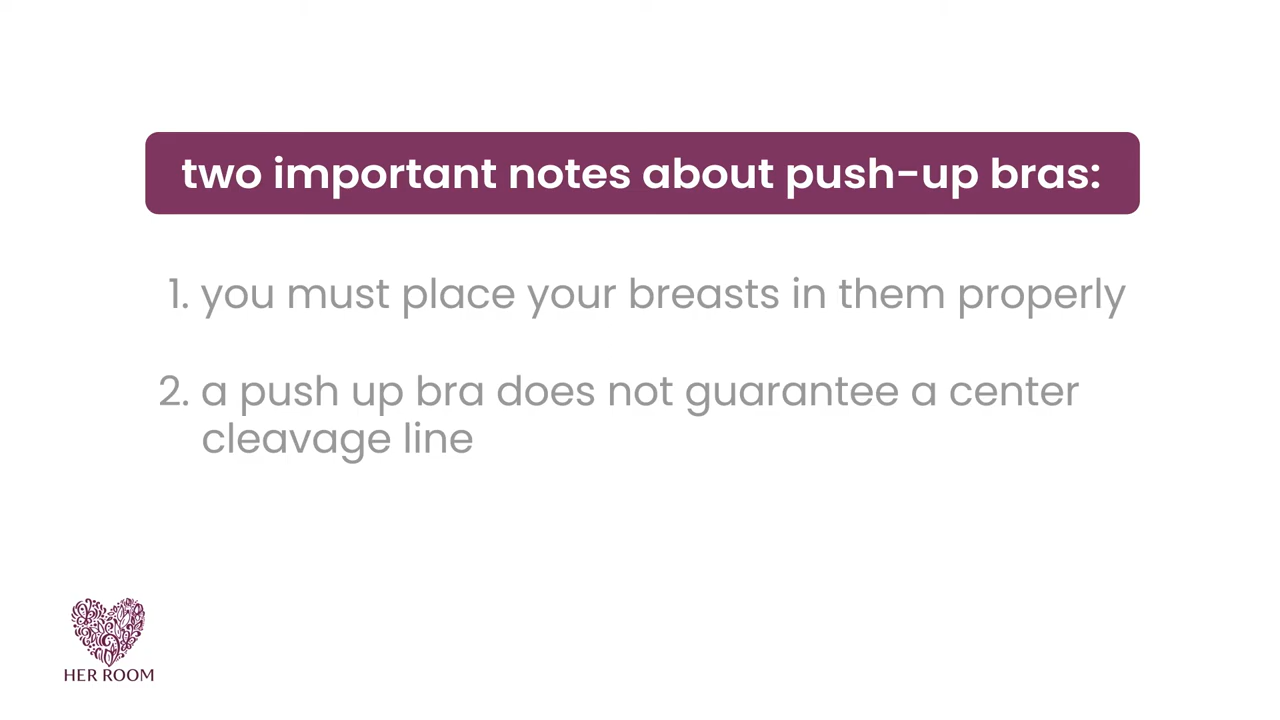 two important notes about push-up bras:
1. you must place your breasts in them properly
2. a push up bra does not guarantee a center
cleavage line
HER ROOM